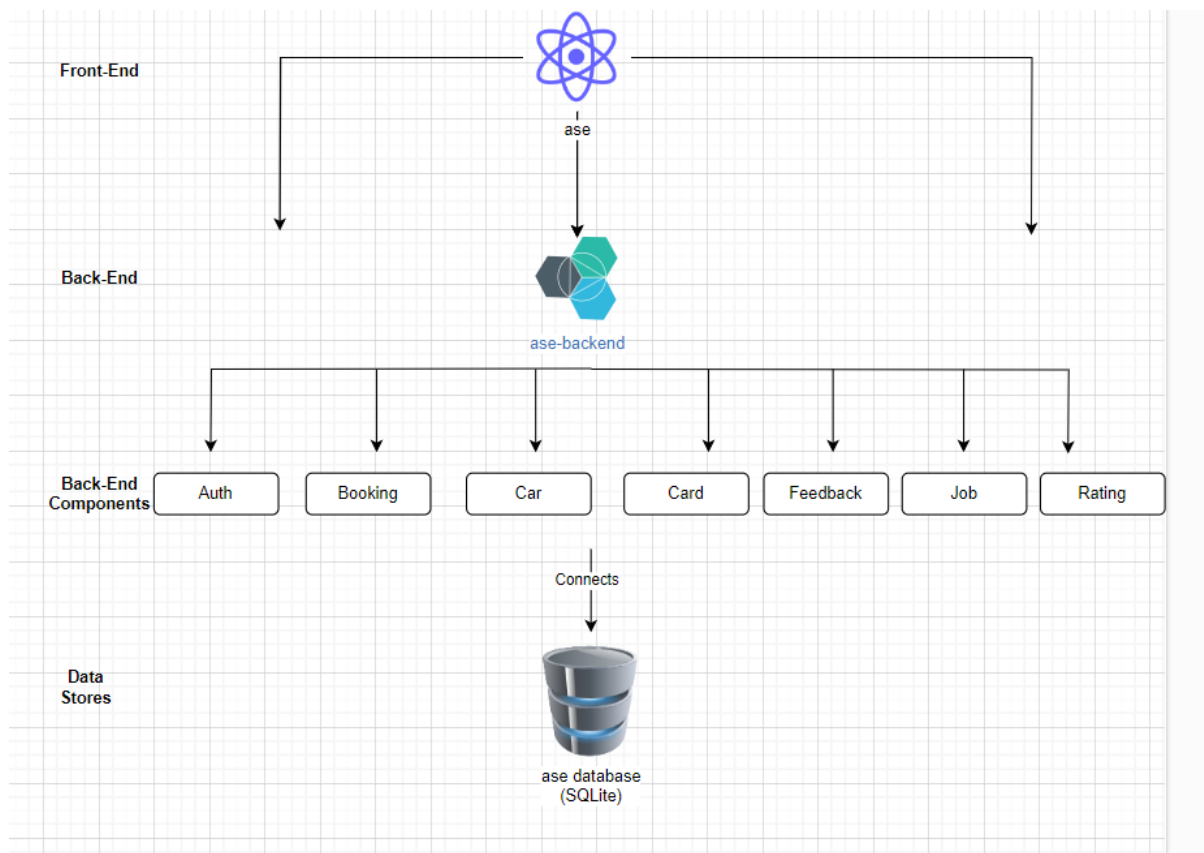 Front-End
ase
Back-End
ase-backend
Back-End
Components
Auth
Booking
Car
Card
Feedback
Job
Rating
Connects
Data
Stores
ase database
(SQLite)